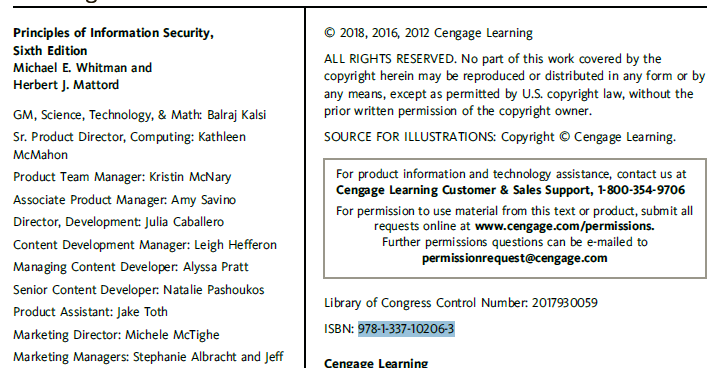 Principles of Information Security,
Sixth Edition
Michael E. Whitman and
Herbert J. Mattord
GM, Science, Technology, & Math: Balraj Kalsi
Sr. Product Director, Computing: Kathleen
McMahon
Product Team Manager: Kristin McNary
Associate Product Manager: Amy Savino
Director, Development: Julia Caballero
Content Development Manager: Leigh Hefferon
Managing Content Developer: Alyssa Pratt
Senior Content Developer: Natalie Pashoukos
Product Assistant: Jake Toth
Marketing Director: Michele McTighe
Marketing Managers: Stephanie Albracht and Jeff
© 2018, 2016, 2012 Cengage Learning
ALL RIGHTS RESERVED. No part of this work covered by the
copyright herein may be reproduced or distributed in any form or by
any means, except as permitted by U.S. copyright law, without the
prior written permission of the copyright owner.
SOURCE FOR ILLUSTRATIONS: Copyright © Cengage Learning.
For product information and technology assistance, contact us at
Cengage Learning Customer & Sales Support, 1-800-354-9706
For permission to use material from this text or product, submit all
requests online at www.cengage.com/permissions.
Further permissions questions can be e-mailed to
permissionrequest@cengage.com
Library of Congress Control Number: 2017930059
ISBN: 978-1-337-10206-3
Cengage Learning